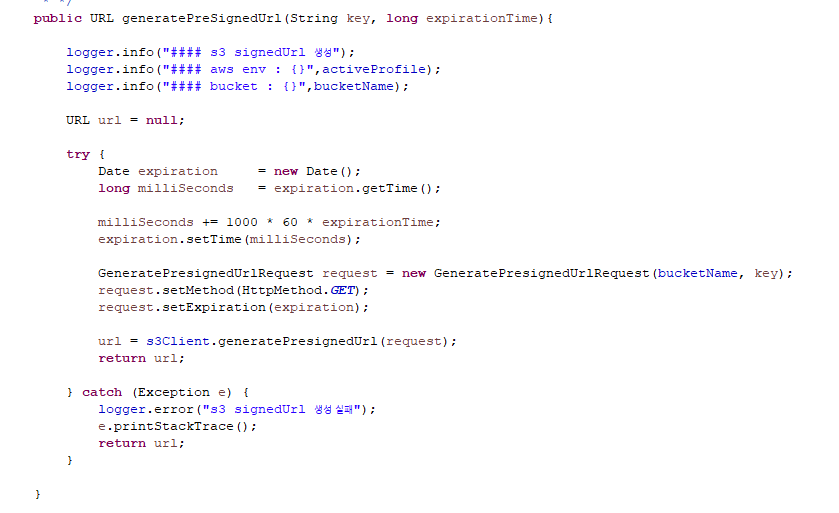 * */
public URL generatePreSignedUrl(String key, long expirationTime){
logger.info("#### s3 signedUrl 생성");
logger.info("#### aws env : {}",activeProfile);
logger.info("#### bucket : {}",bucketName);
URL url = null;
try {
Date expiration     = new Date();
long milliSeconds   = expiration.getTime();
milliSeconds += 1000 * 60 * expirationTime;
expiration.setTime(milliSeconds);
GeneratePresignedUrlRequest request = new GeneratePresignedUrlRequest(bucketName, key);
request.setMethod(HttpMethod.GET);
request.setExpiration(expiration);
url = s3Client.generatePresignedUrl(request);
return url;
} catch (Exception e) {
logger.error("s3 signedUrl 생성 실패");
e.printStackTrace();
return url;
}
}